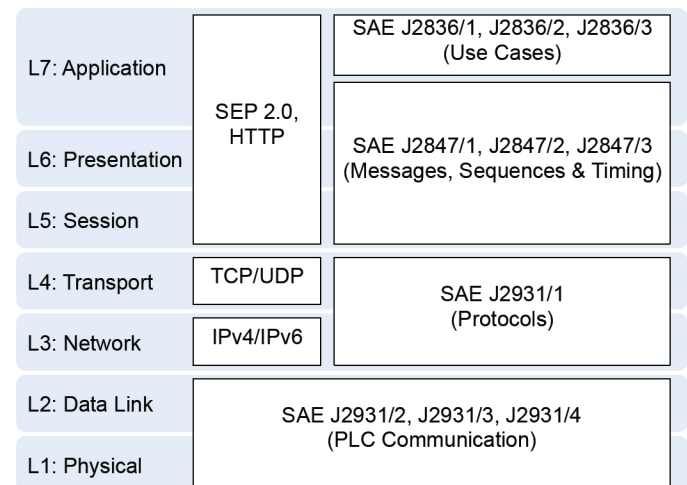 L7: Application
SEP 2.0,
HTTP
SAE J2836/1, J2836/2, J2836/3
(Use Cases)
SAE J2847/1, J2847/2, J2847/3
(Messages, Sequences & Timing)
L6: Presentation
L5: Session
L4: Transport
TCP/UDP
SAE J2931/1
(Protocols)
L3: Network
IPv4/IPv6
L2: Data Link
SAE J2931/2, J2931/3, J2931/4
(PLC Communication)
L1: Physical